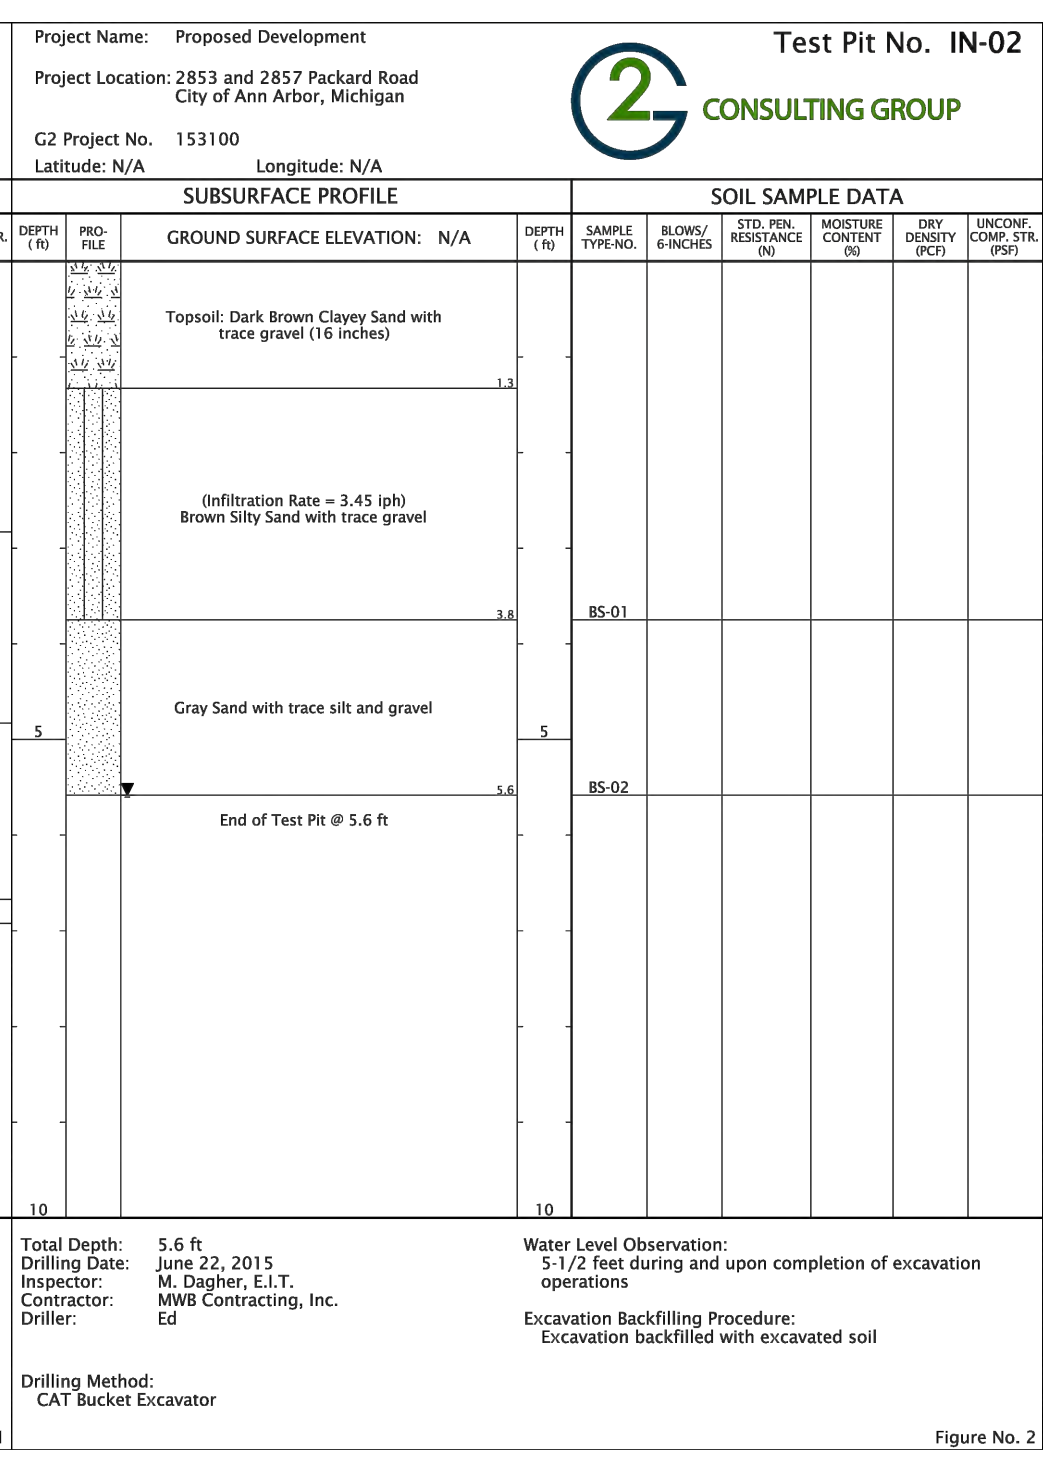 Project Name: Proposed Development
Test Pit No. IN-02
Project Location: 2853 and 2857 Packard Road
City of Ann Arbor, Michigan
G2 CONSULTING GROUP
G2 Project No. 153100
Latitude: N/A Longitude: N/A
SUBSURFACE PROFILE
SOIL SAMPLE DATA
R.
DEPTH
( ft)
PRO-
FILE
GROUND SURFACE ELEVATION: N/A
DEPTH
( ft)
SAMPLE
TYPE-NO.
BLOWS/
6-INCHES
STD. PEN.
RESISTANCE
(N)
MOISTURE
CONTENT
(%)
DRY
DENSITY
(PCF)
UNCONF.
COMP. STR.
(PSF)
Topsoil: Dark Brown Clayey Sand with
trace gravel (16 inches)
1.3
(Infiltration Rate = 3.45 iph)
Brown Silty Sand with trace gravel
3.8
BS-01
Gray Sand with trace silt and gravel
5
5
5.6
BS-02
End of Test Pit @ 5.6 ft
10
10
Total Depth: 5.6 ft
Drilling Date: June 22, 2015
Inspector: M. Dagher, E.I.T.
Contractor: MWB Contracting, Inc.
Driller: Ed
Drilling Method:
CAT Bucket Excavator
Water Level Observation:
5-1/2 feet during and upon completion of excavation
operations
Excavation Backfilling Procedure:
Excavation backfilled with excavated soil
Figure No. 2